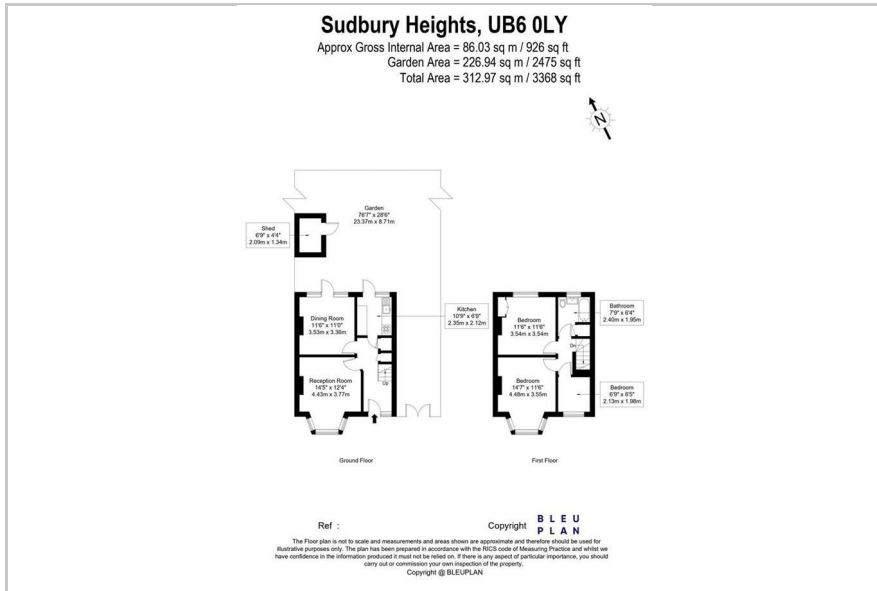 Sudbury Heights, UB6 0LY
Approx Gross Internal Area = 86.03 sq m / 926 sq ft
Garden Area = 226.94 sq m / 2475 sq ft
Total Area = 312.97 sq m / 3368 sq ft
N
Garden
76'7" x 28'6"
23.37m x 8.71m
Shed
6'9" x 4'4"
2.09m x 1.34m
Dining Room
11'6" x 11'0"
3.53m x 3.36m
Kitchen
10'9" x 6'9"
2.35m x 2.12m
Reception Room
14'5" x 12'4"
4.43m x 3.77m
Up
Ground Floor
Bedroom
11'6" x 11'6"
3.54m x 3.54m
Bathroom
7'9" x 6'4"
2.40m x 1.95m
Dn
Bedroom
14'7" x 11'6"
4.48m x 3.55m
Bedroom
6'9" x 6'5"
2.13m x 1.98m
First Floor
Ref :
Copyright
BLEU
PLAN
The Floor plan is not to scale and measurements and areas shown are approximate and therefore should be used for
illustrative purposes only. The plan has been prepared in accordance with the RICS code of Measuring Practice and whilst we
have confidence in the information produced it must not be relied on. If there is any aspect of particular importance, you should
carry out or commission your own inspection of the property.
Copyright @ BLEUPLAN